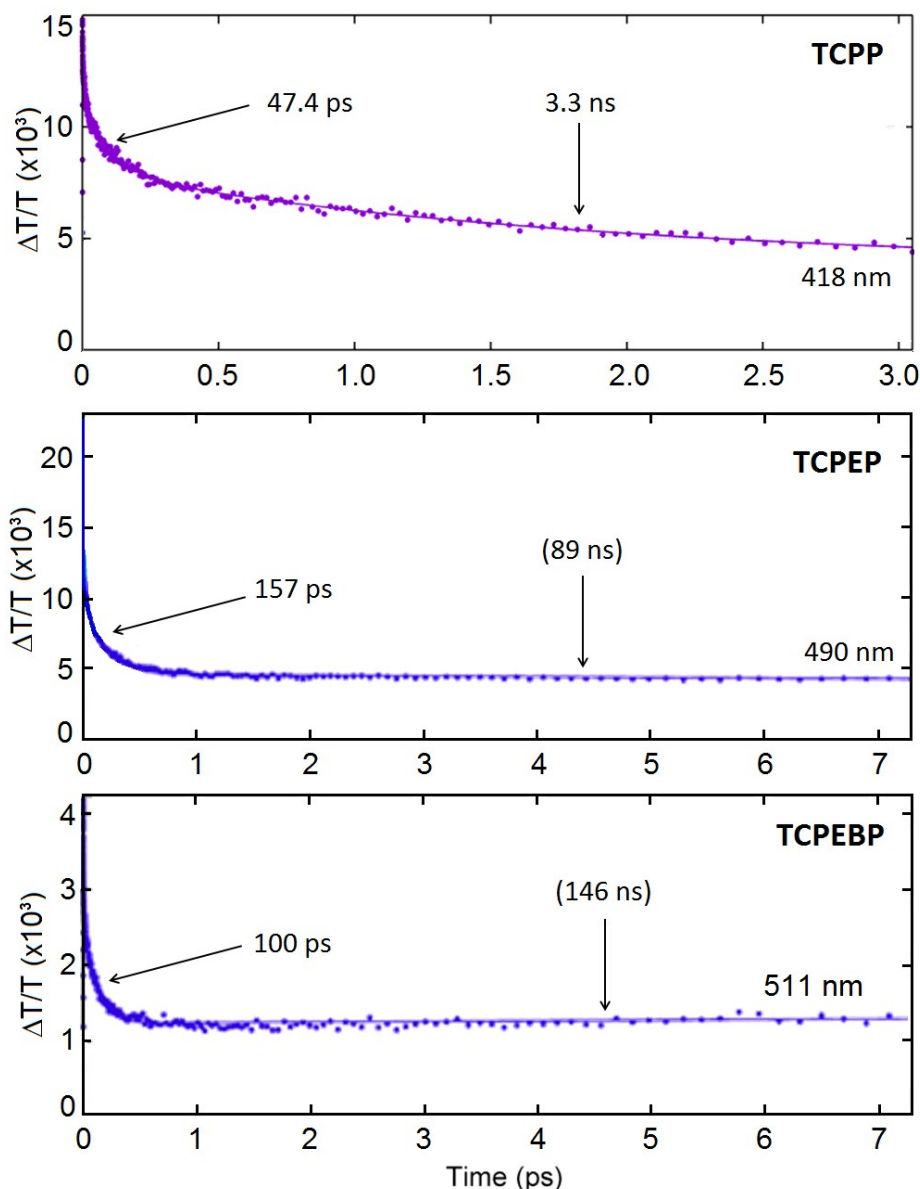 TCPP
15
10
5
0
ΔT/T (x10³)
47.4 ps
3.3 ns
418 nm
0 0.5 1.0 1.5 2.0 2.5 3.0
TCPEP
20
15
10
5
0
ΔT/T (x10³)
157 ps
(89 ns)
490 nm
0 1 2 3 4 5 6 7
TCPEBP
4
3
2
1
0
ΔT/T (x10³)
100 ps
(146 ns)
511 nm
0 1 2 3 4 5 6 7
Time (ps)